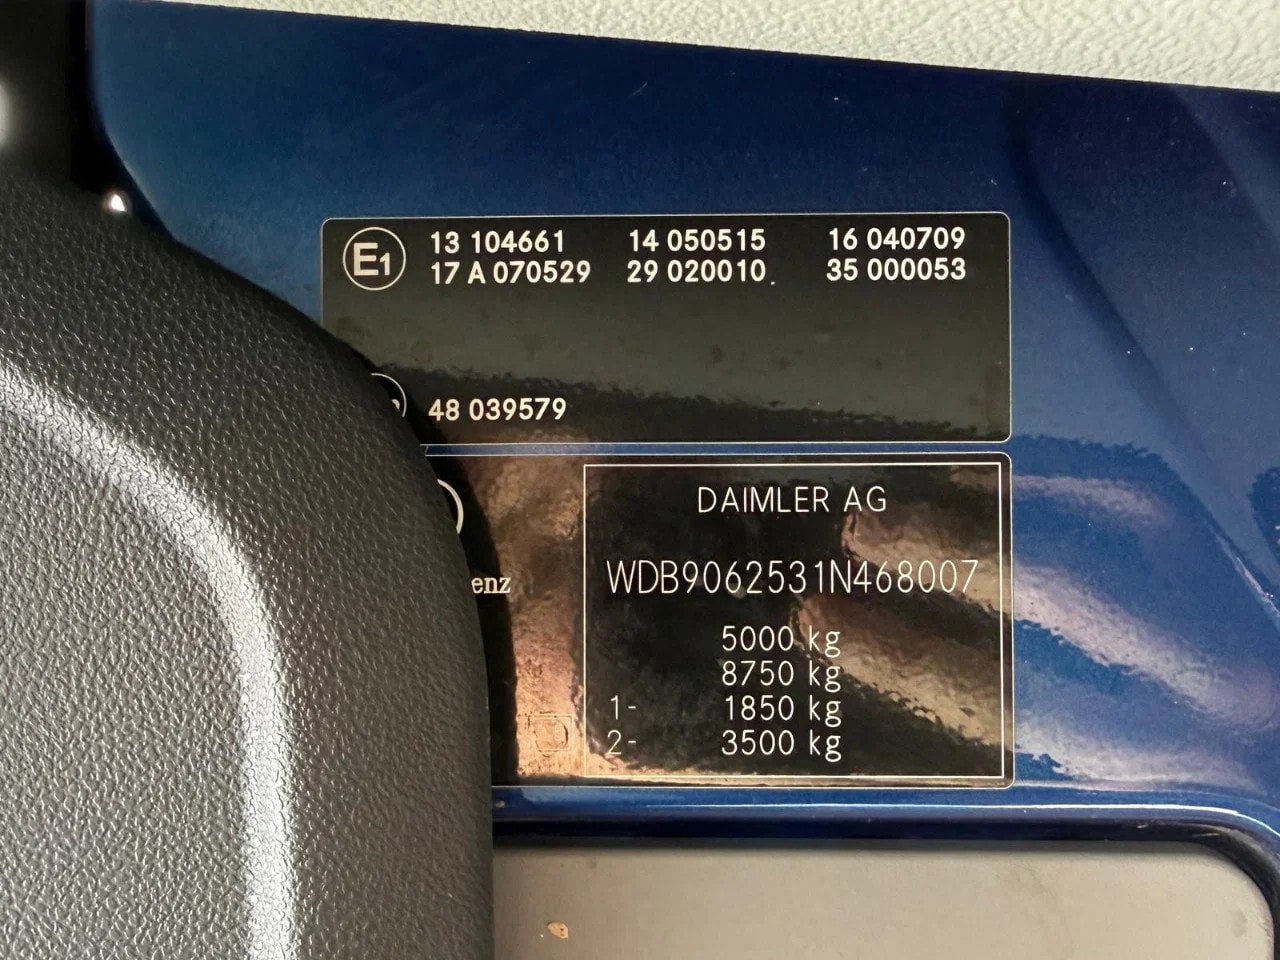 E1 13 104661 14 050515 16 040709
17 A 070529 29 020010 35 000053
48 039579
DAIMLER AG
enz WDB9062531N468007
5000 kg
8750 kg
1- 1850 kg
2- 3500 kg